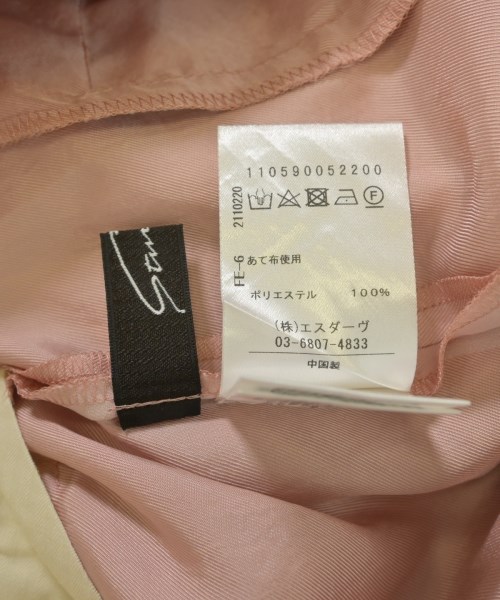 110590052200
2110220
F
FE-6
あて布使用
ポリエステル 100%
(株)エスダーヴ
03-6807-4833
中国製